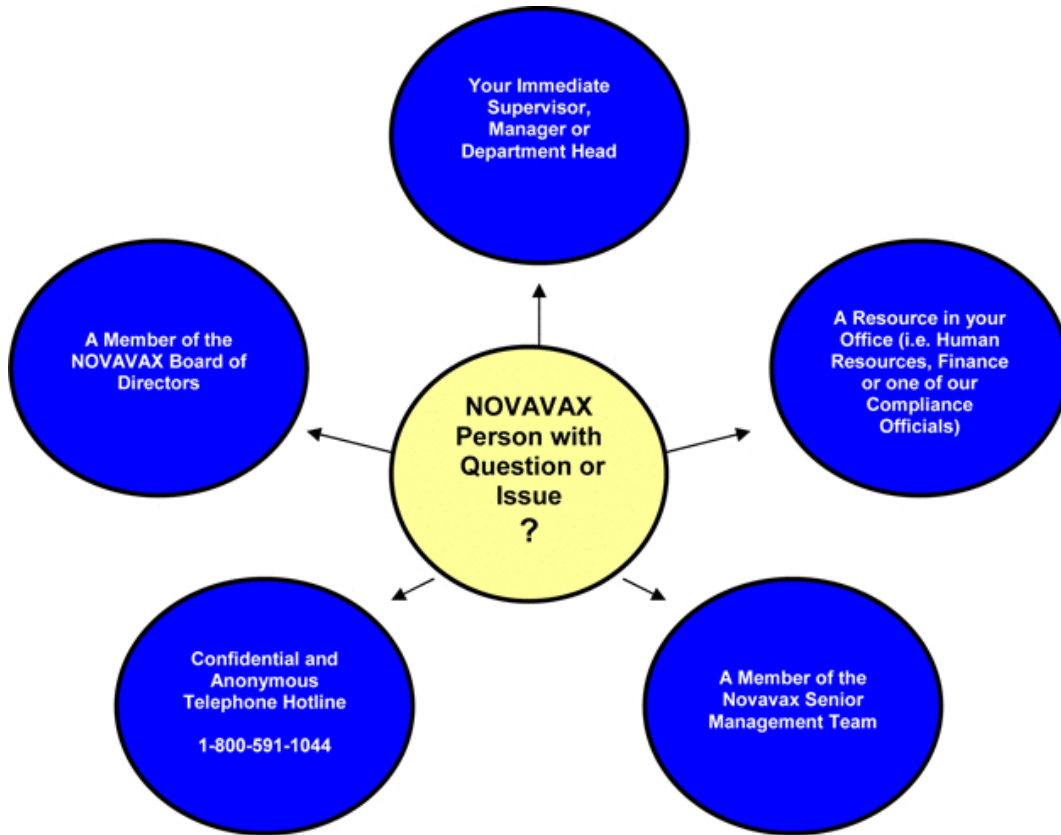 Your Immediate
Supervisor,
Manager or
Department Head
A Member of the
NOVAVAX Board of
Directors
A Resource in your
Office (i.e. Human
Resources, Finance
or one of our
Compliance
Officials)
NOVAVAX
Person with
Question or
Issue
?
Confidential and
Anonymous
Telephone Hotline
1-800-591-1044
A Member of the
Novavax Senior
Management Team